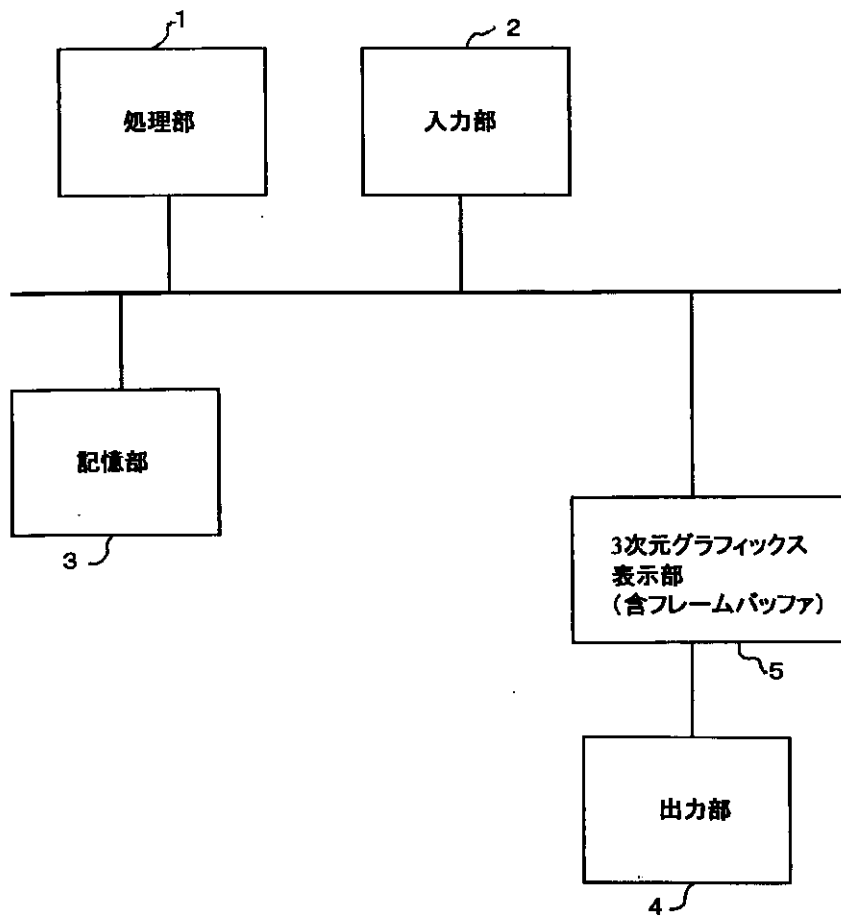 1
2
処理部
入力部
記憶部
3
3次元グラフィックス
表示部
(含フレームバッファ)
5
出力部
4